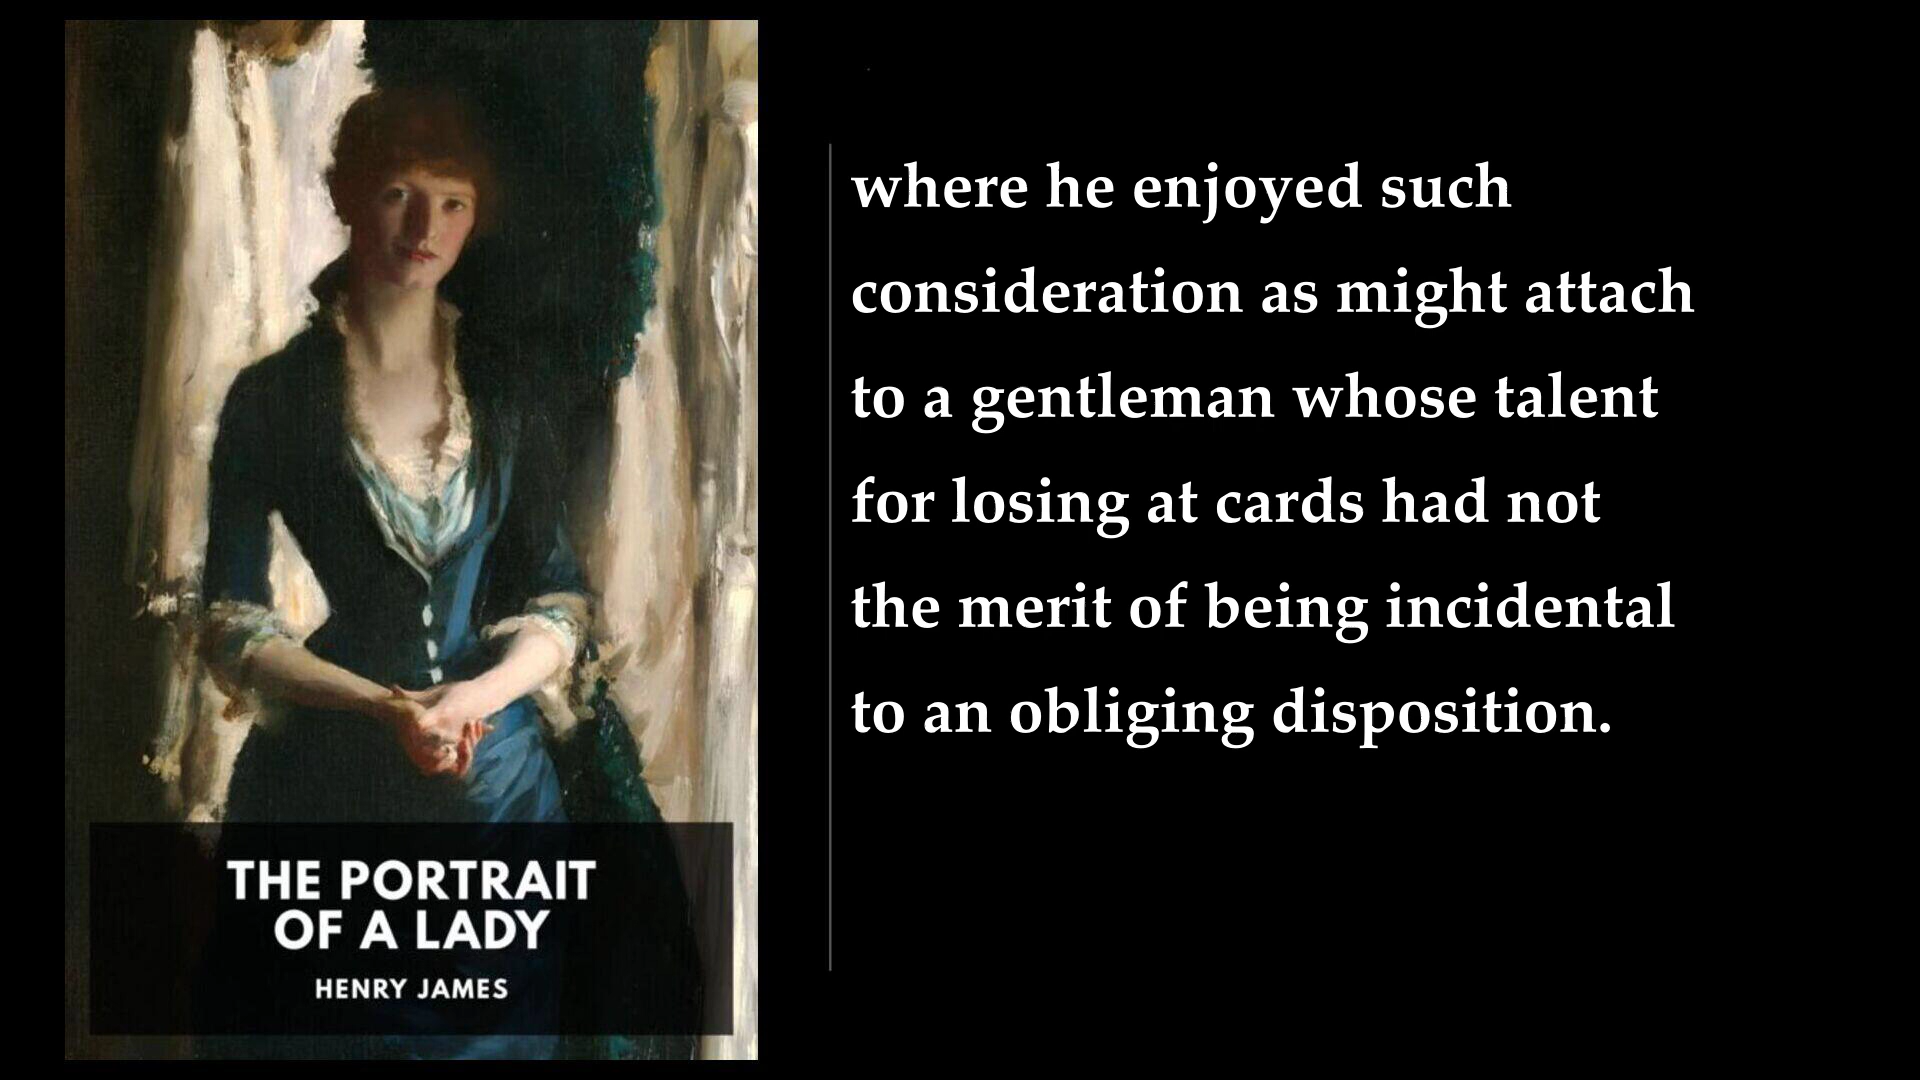 where he enjoyed such
consideration as might attach
to a gentleman whose talent
for losing at cards had not
the merit of being incidental
to an obliging disposition.
THE PORTRAIT
OF A LADY
HENRY JAMES